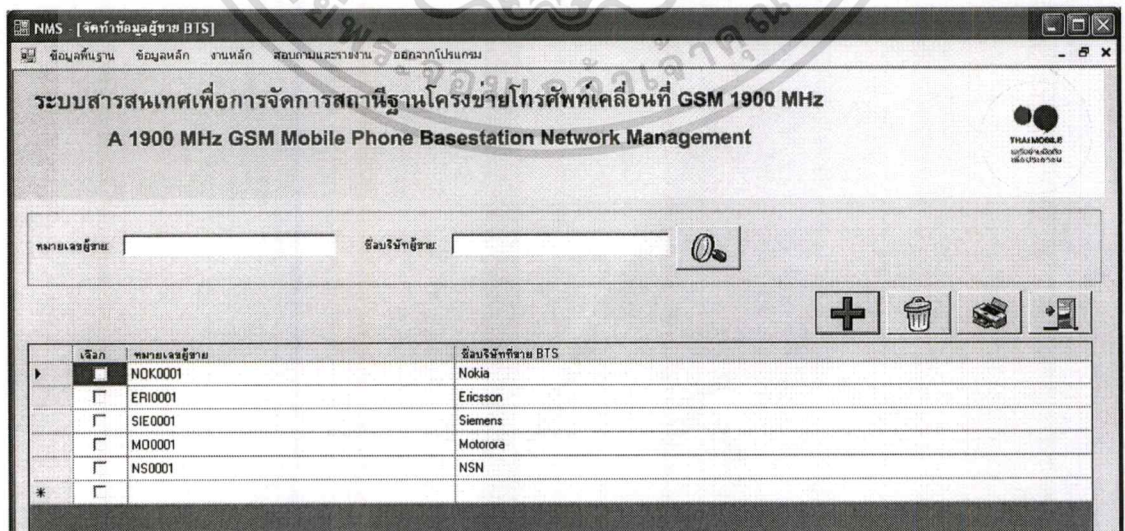 NMS - [จัดทำข้อมูลผู้ขาย BTS]
ข้อมูลพื้นฐาน ข้อมูลหลัก งานหลัก สอบถามและรายงาน ออกจากโปรแกรม
ระบบสารสนเทศเพื่อการจัดการสถานีฐานโครงข่ายโทรศัพท์เคลื่อนที่ GSM 1900 MHz
A 1900 MHz GSM Mobile Phone Basestation Network Management
THAI MOBILE
หมายเลขผู้ขาย: ชื่อบริษัทผู้ขาย:
เลือก หมายเลขผู้ขาย ชื่อบริษัทที่ขาย BTS
NOK0001 Nokia
ERI0001 Ericsson
SIE0001 Siemens
MO0001 Motorora
NS0001 NSN